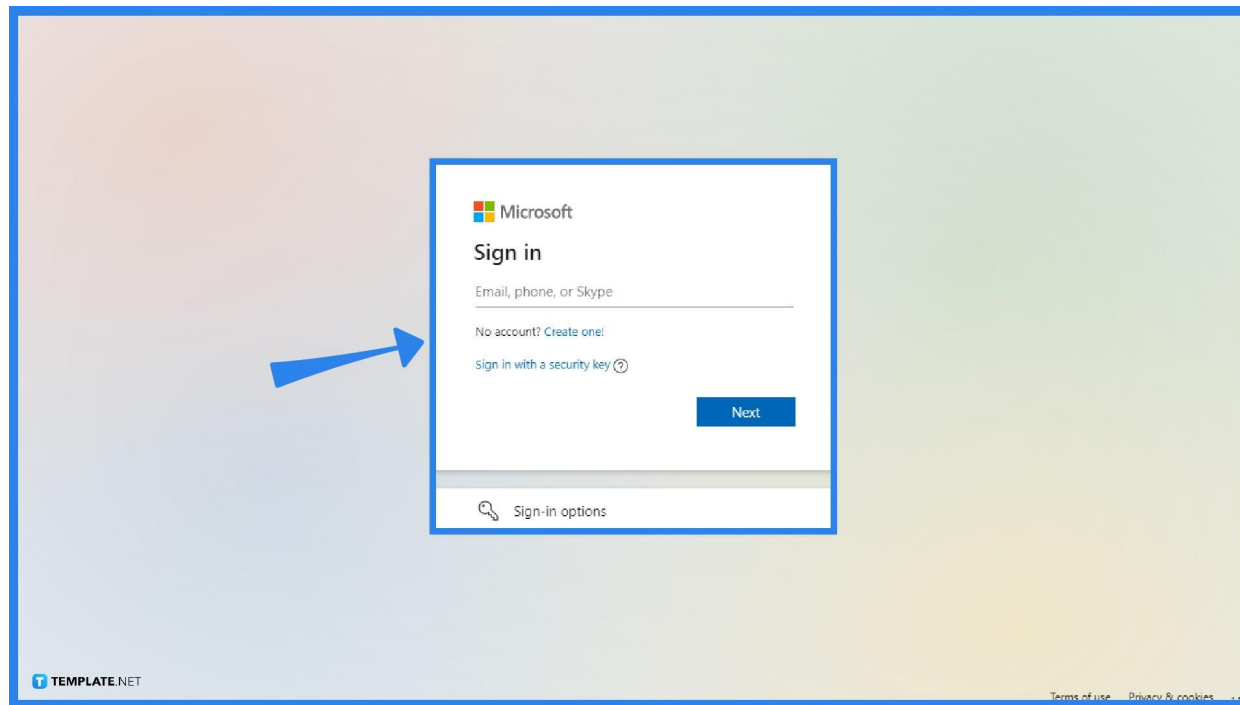 Microsoft
Sign in
Email, phone, or Skype
No account? Create one!
Sign in with a security key ?
Next
Sign-in options
TEMPLATE.NET
Terms of use Privacy & cookies